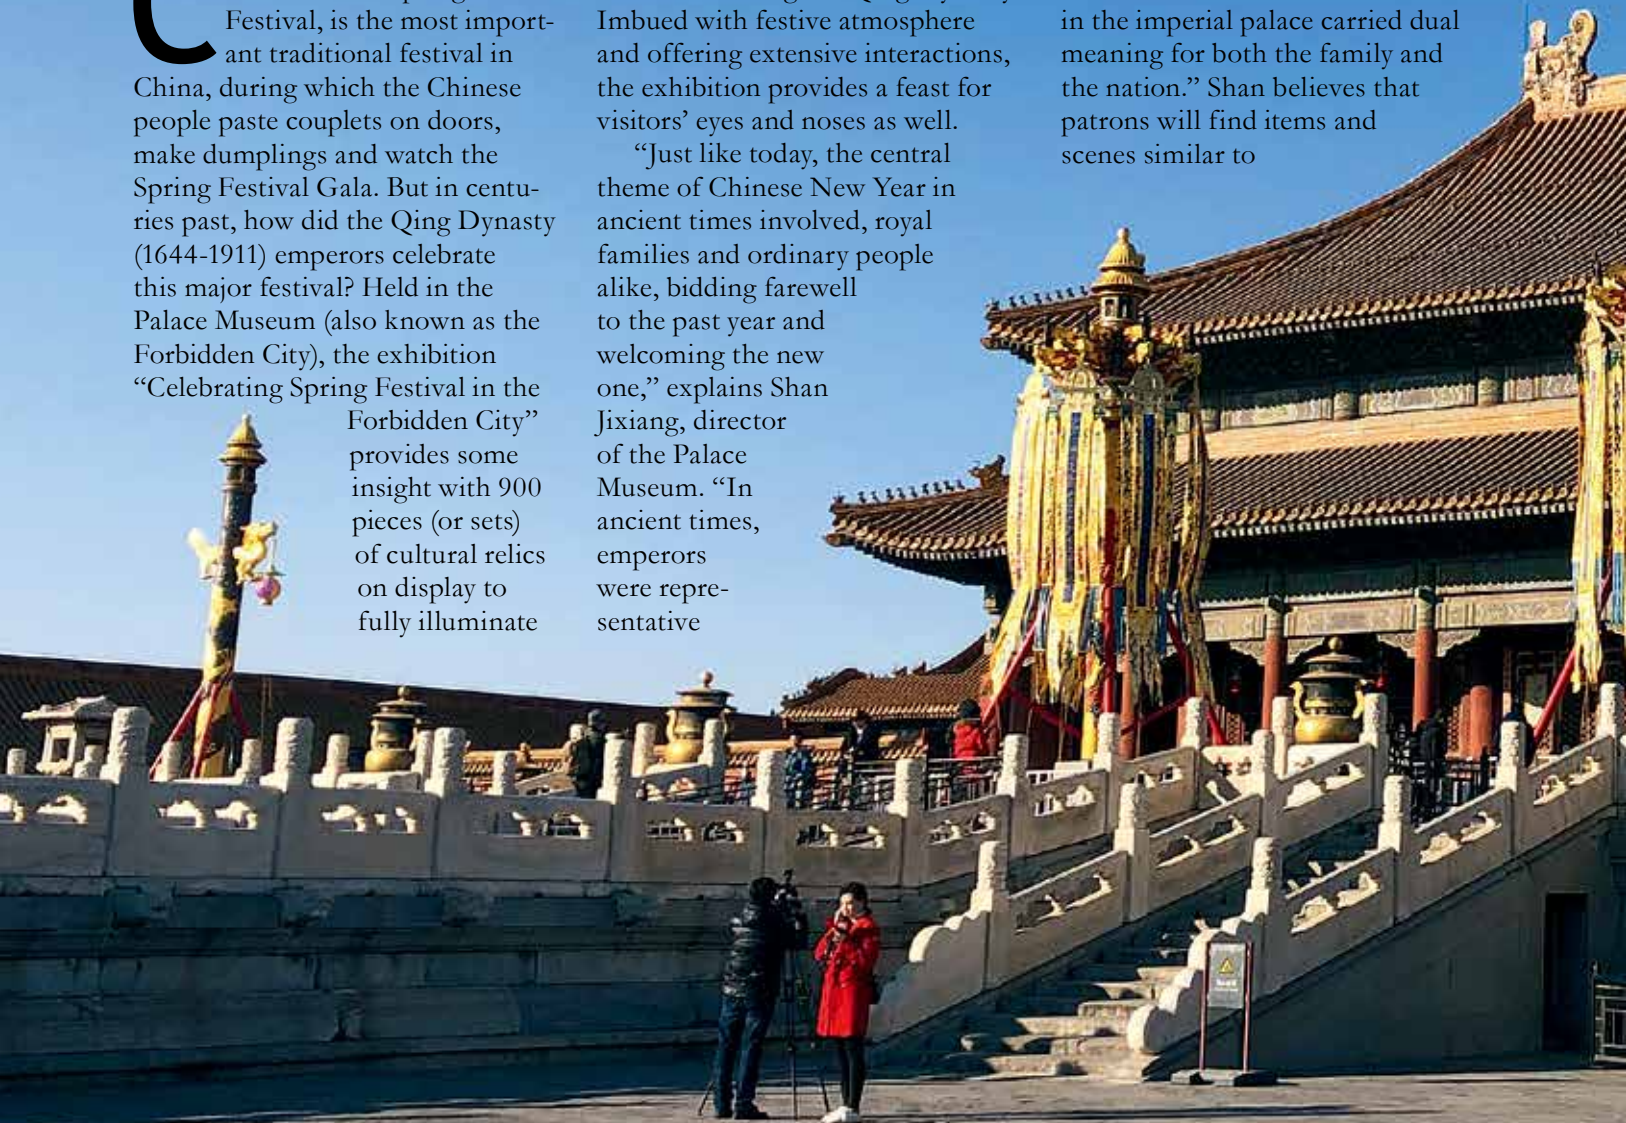 C
Festival, is the most import-
ant traditional festival in
China, during which the Chinese
people paste couplets on doors,
make dumplings and watch the
Spring Festival Gala. But in centu-
ries past, how did the Qing Dynasty
(1644-1911) emperors celebrate
this major festival? Held in the
Palace Museum (also known as the
Forbidden City), the exhibition
“Celebrating Spring Festival in the
Forbidden City”
provides some
insight with 900
pieces (or sets)
of cultural relics
on display to
fully illuminate
Imbued with festive atmosphere
and offering extensive interactions,
the exhibition provides a feast for
visitors’ eyes and noses as well.
“Just like today, the central
theme of Chinese New Year in
ancient times involved, royal
families and ordinary people
alike, bidding farewell
to the past year and
welcoming the new
one,” explains Shan
Jixiang, director
of the Palace
Museum. “In
ancient times,
emperors
were repre-
sentative
in the imperial palace carried dual
meaning for both the family and
the nation.” Shan believes that
patrons will find items and
scenes similar to